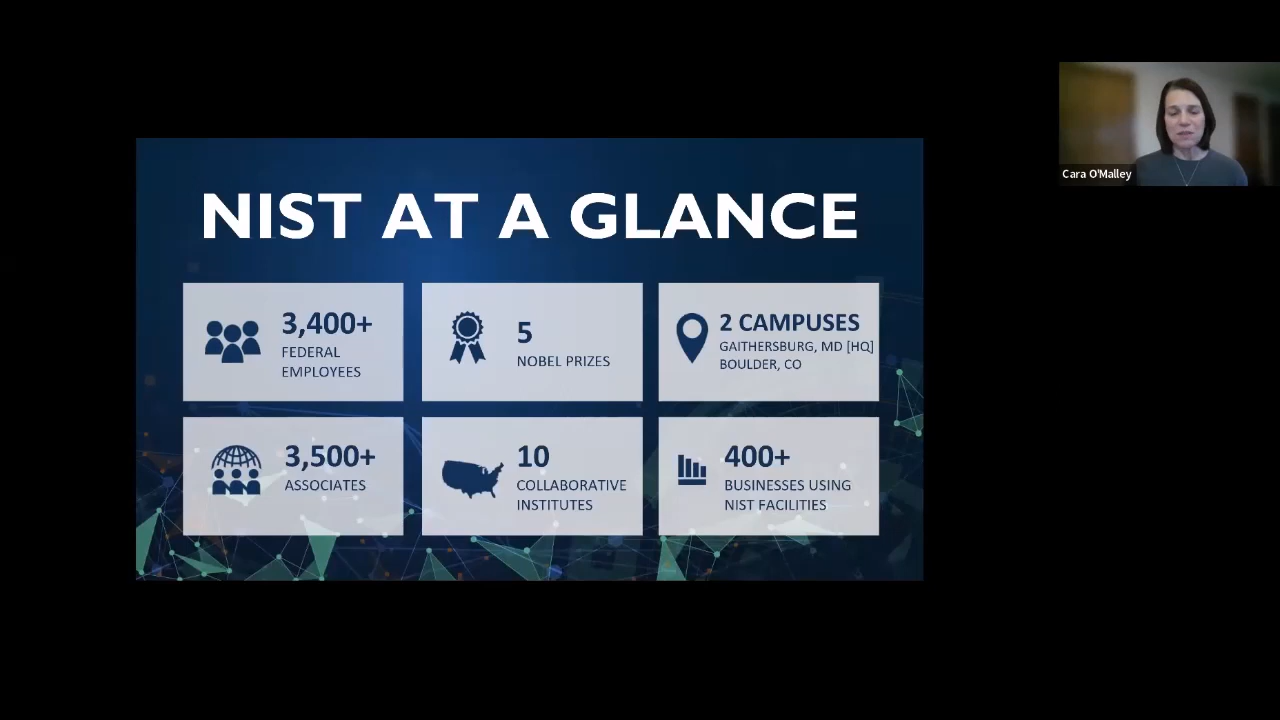 NIST AT A GLANCE
3,400+
FEDERAL
EMPLOYEES
5
NOBEL PRIZES
2 CAMPUSES
GAITHERSBURG, MD [HQ]
BOULDER, CO
3,500+
ASSOCIATES
10
COLLABORATIVE
INSTITUTES
400+
BUSINESSES USING
NIST FACILITIES
Cara O'Malley